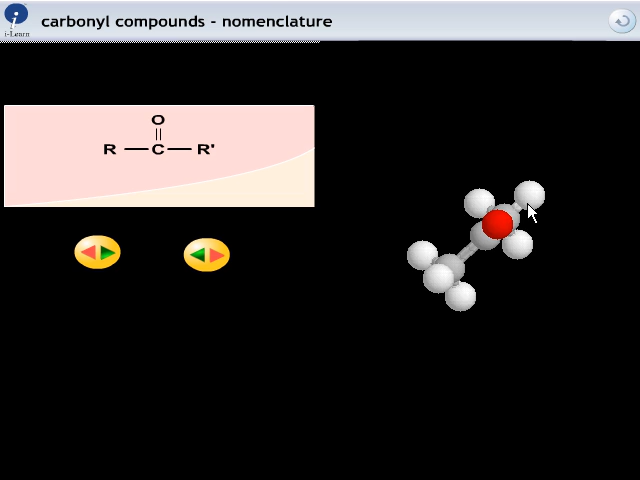 i
i-Learn
carbonyl compounds - nomenclature
O
R — C — R'